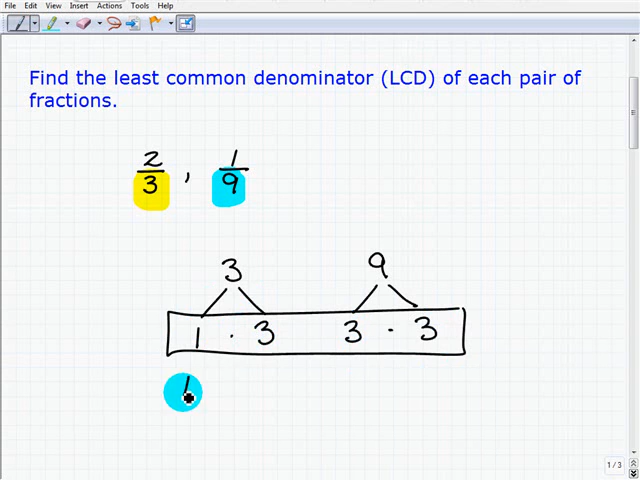 File Edit View Insert Actions Tools Help
Find the least common denominator (LCD) of each pair of
fractions.
2/3 , 1/9
3 9
1 · 3 3 · 3
1
1 / 3